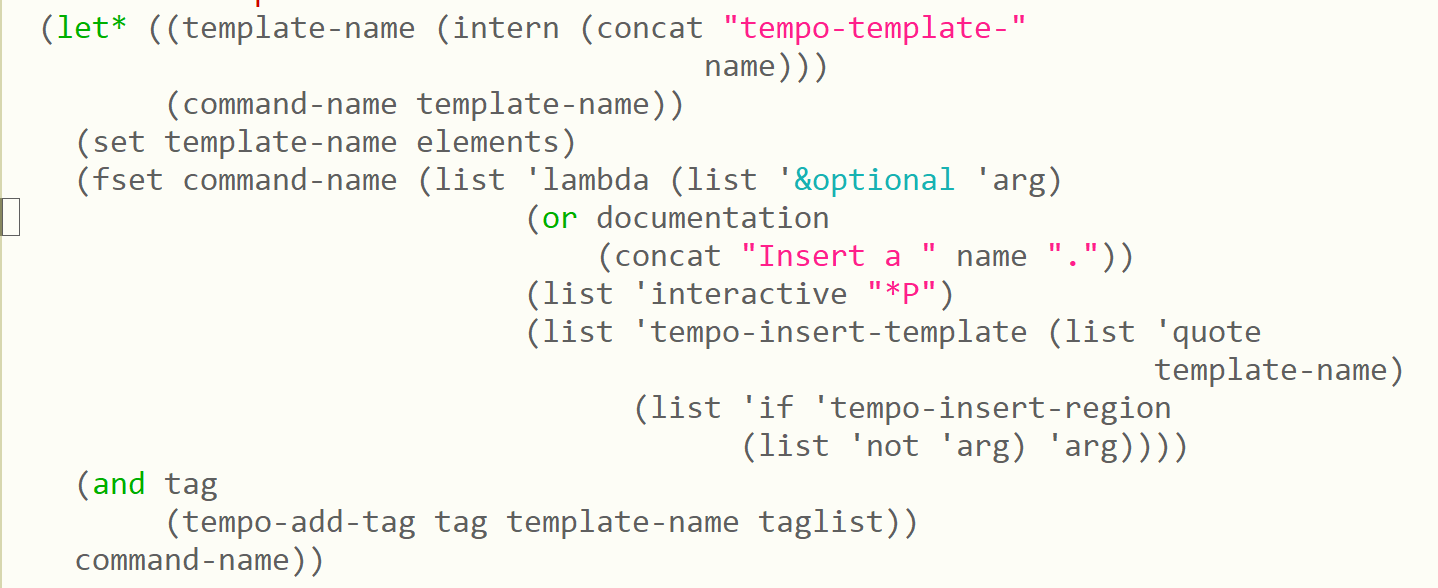 (let* ((template-name (intern (concat "tempo-template-"
name)))
(command-name template-name))
(set template-name elements)
(fset command-name (list 'lambda (list '&optional 'arg)
(or documentation
(concat "Insert a " name "."))
(list 'interactive "*P")
(list 'tempo-insert-template (list 'quote
template-name)
(list 'if 'tempo-insert-region
(list 'not 'arg) 'arg))))
(and tag
(tempo-add-tag tag template-name taglist))
command-name))